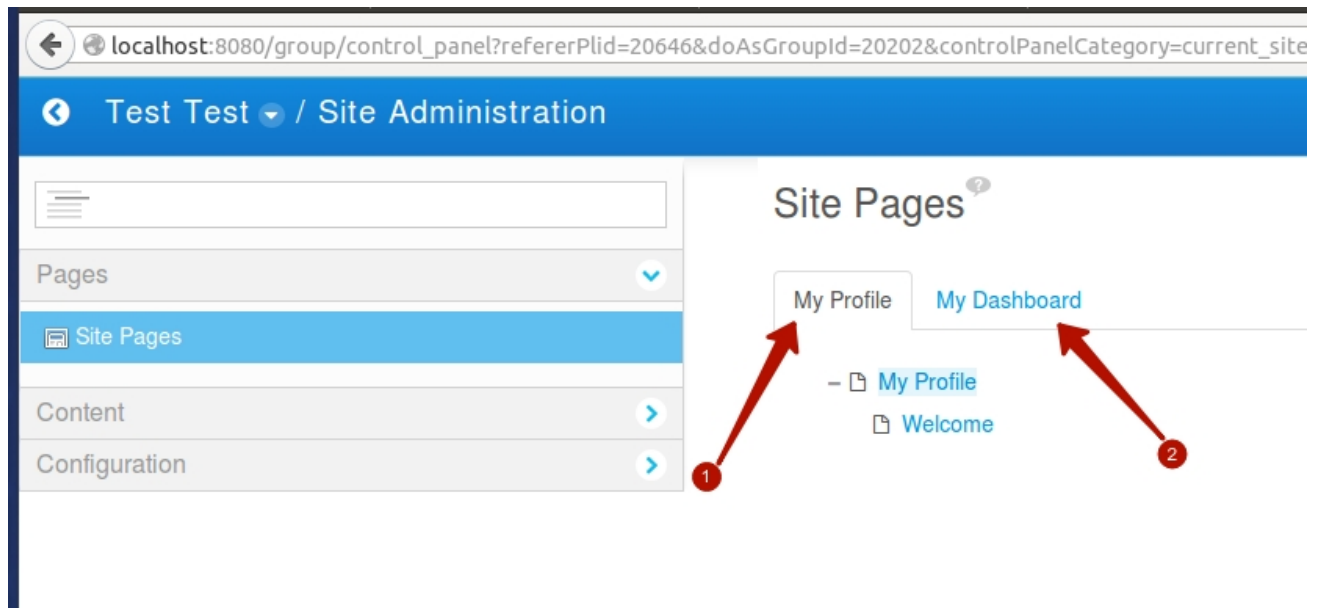 localhost:8080/group/control_panel?refererPlid=20646&doAsGroupId=20202&controlPanelCategory=current_site
Test Test / Site Administration
Site Pages ?
Pages
My Profile My Dashboard
Site Pages
My Profile
Content
Welcome
Configuration
1
2